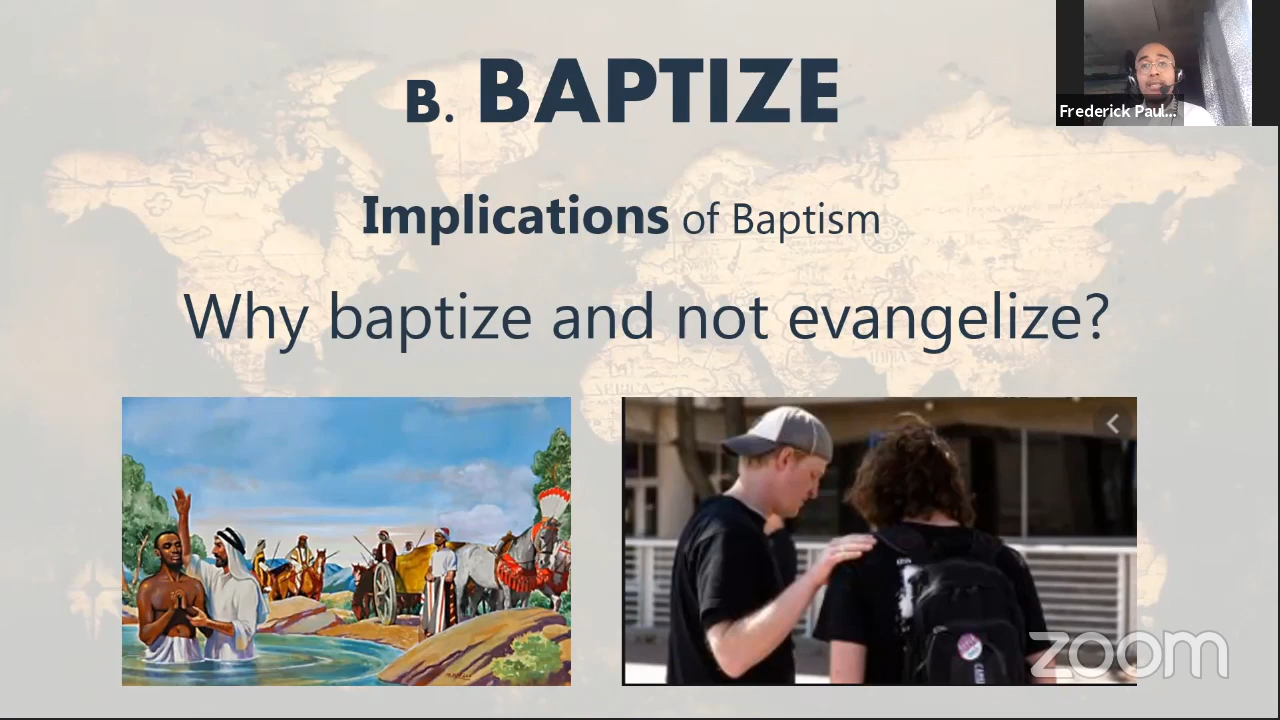 B. BAPTIZE
Frederick Paul...
Implications of Baptism
Why baptize and not evangelize?
zoom